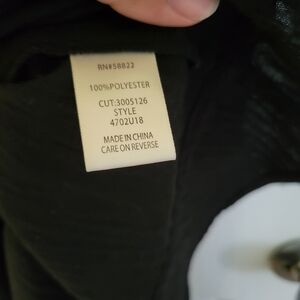 RN#58822
100%POLYESTER
CUT:3005126
STYLE
4702U18
MADE IN CHINA
CARE ON REVERSE